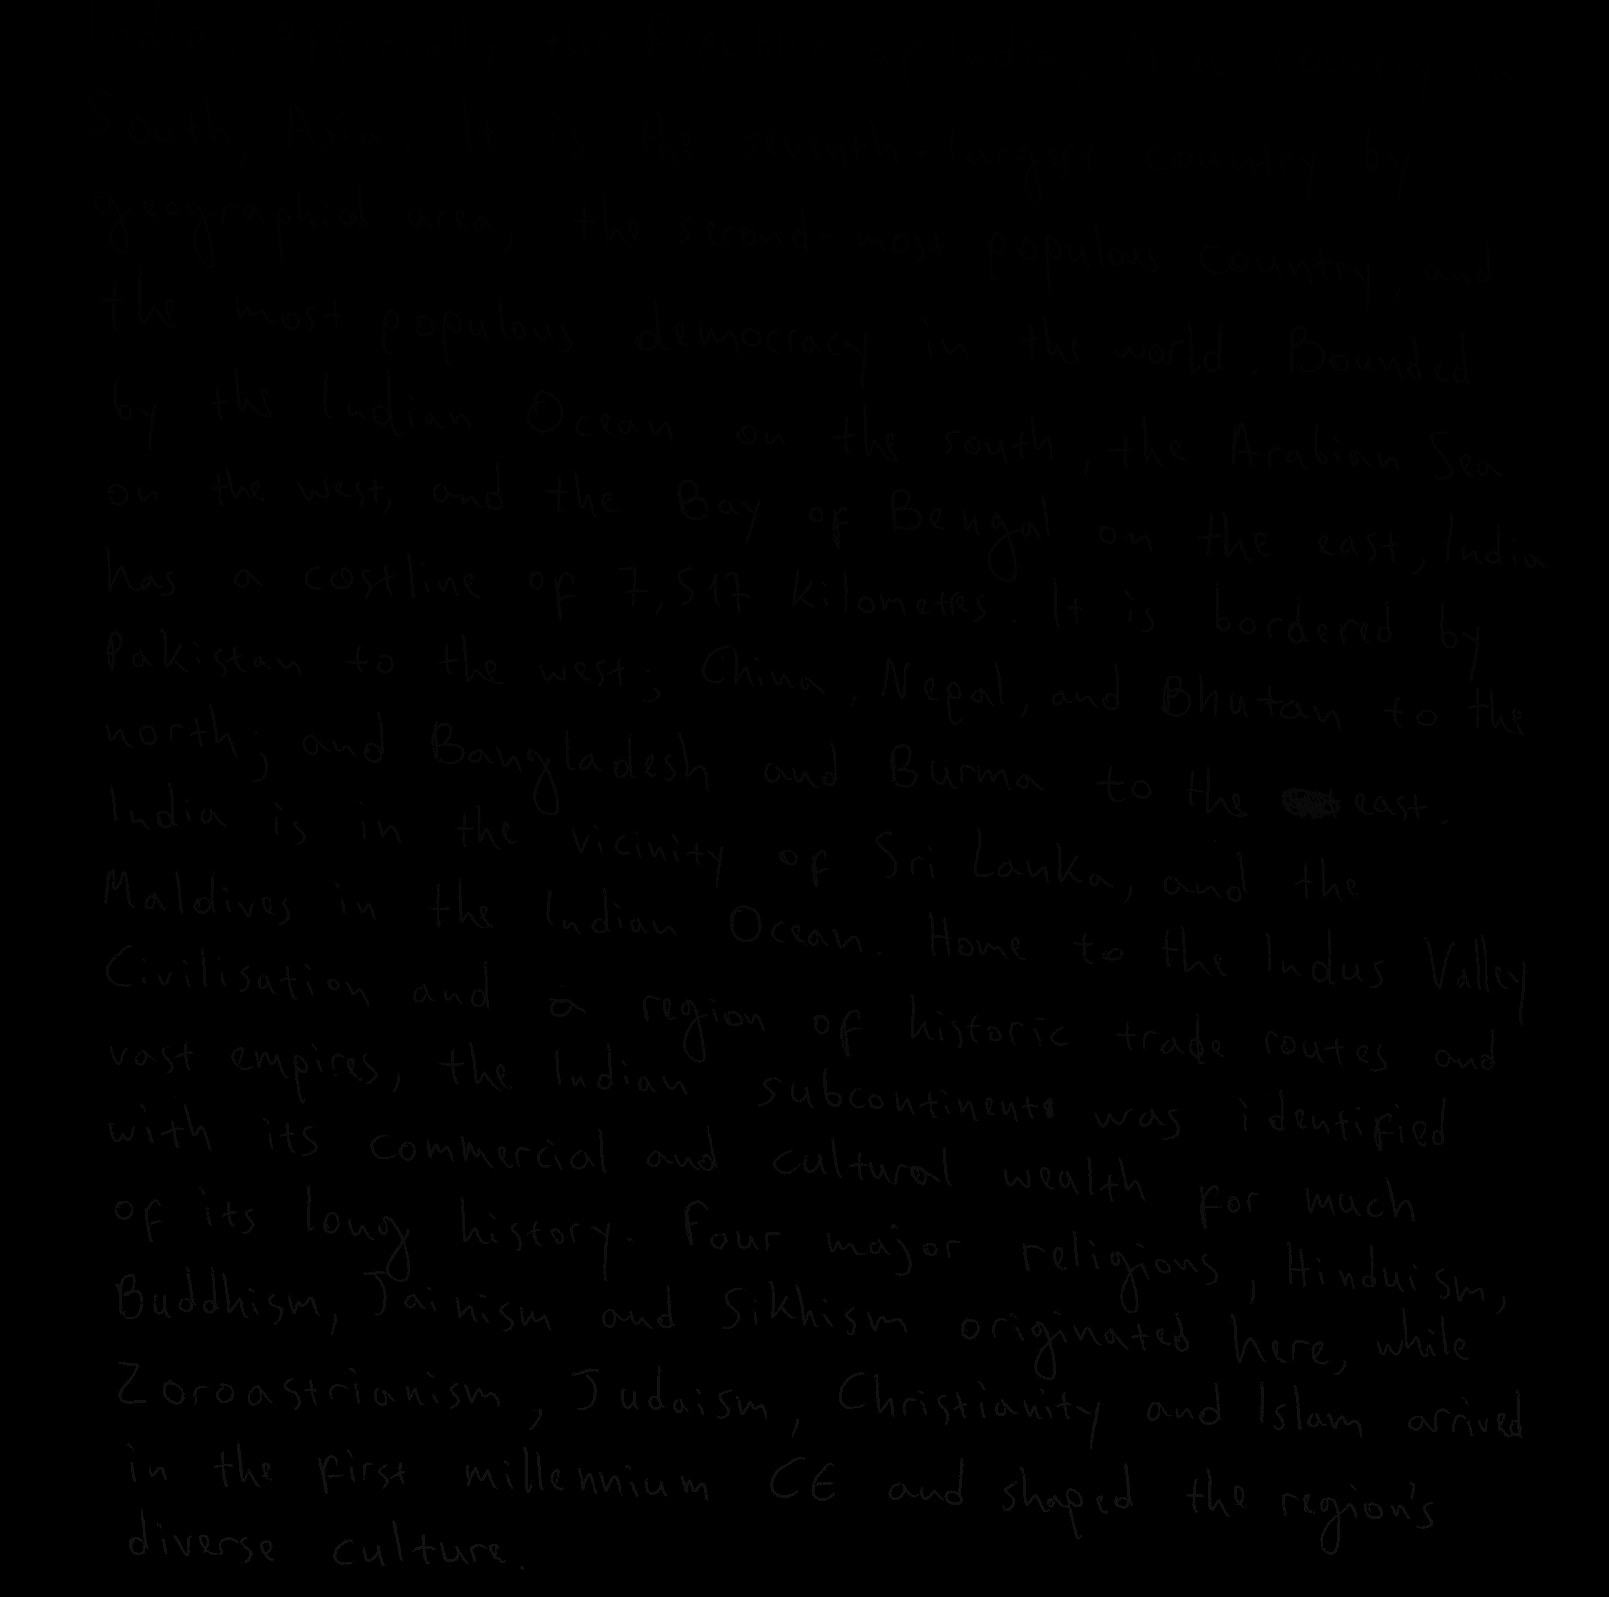 South Asia. It is the seventh-largest country by
geographical area, the second-most populous country, and
the most populous democracy in the world. Bounded
by the Indian Ocean on the south, the Arabian Sea
on the west, and the Bay of Bengal on the east, India
has a costline of 7,517 kilometres. It is bordered by
Pakistan to the west; China, Nepal, and Bhutan to the
north; and Bangladesh and Burma to the east.
India is in the vicinity of Sri Lanka, and the
Maldives in the Indian Ocean. Home to the Indus Valley
Civilisation and a region of historic trade routes and
vast empires, the Indian subcontinent was identified
with its commercial and cultural wealth for much
of its long history. Four major religions, Hinduism,
Buddhism, Jainism and Sikhism originated here, while
Zoroastrianism, Judaism, Christianity and Islam arrived
in the first millennium CE and shaped the region's
diverse culture.